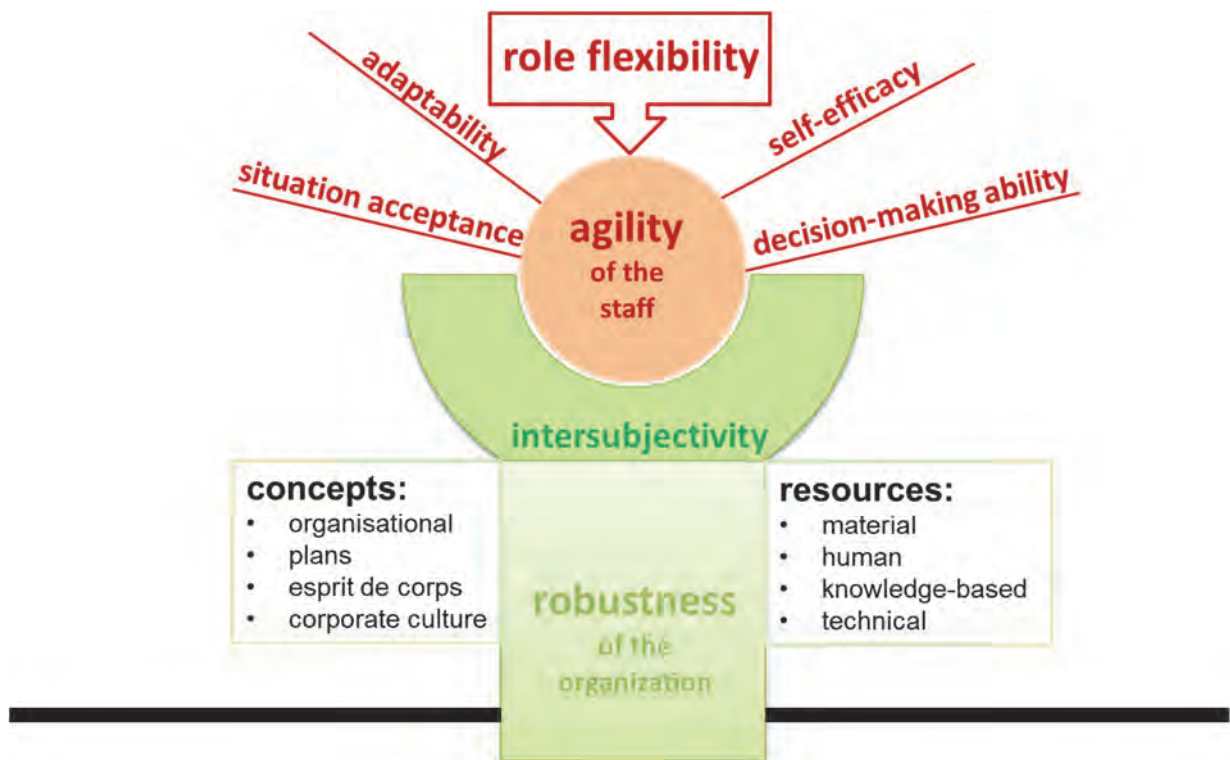 role flexibility
adaptability
self-efficacy
situation acceptance
decision-making ability
agility
of the
staff
intersubjectivity
concepts:
• organisational
• plans
• esprit de corps
• corporate culture
resources:
• material
• human
• knowledge-based
• technical
robustness
of the
organization